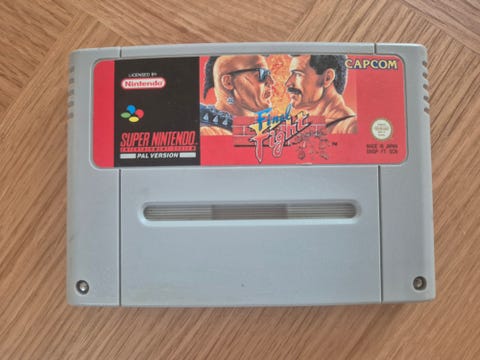 LICENSED BY
Nintendo
SUPER NINTENDO
ENTERTAINMENT SYSTEM
PAL VERSION
Final
Fight
CAPCOM
MADE IN JAPAN